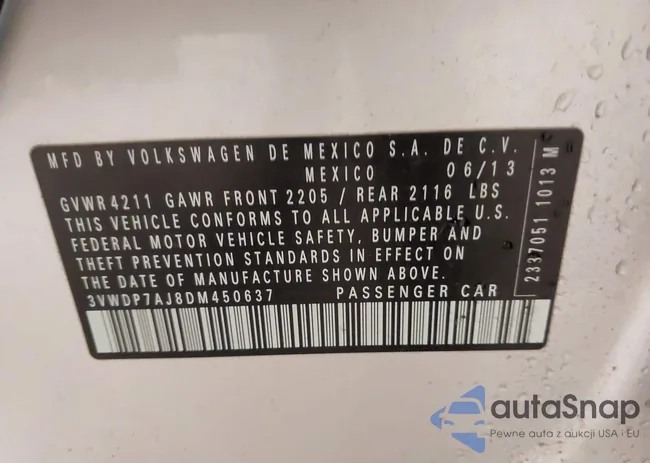 MFD BY VOLKSWAGEN DE MEXICO S.A. DE C.V.
MEXICO 06/13
GVWR 4211 GAWR FRONT 2205 / REAR 2116 LBS
THIS VEHICLE CONFORMS TO ALL APPLICABLE U.S.
FEDERAL MOTOR VEHICLE SAFETY, BUMPER AND
THEFT PREVENTION STANDARDS IN EFFECT ON
THE DATE OF MANUFACTURE SHOWN ABOVE.
3VWDP7AJ8DM450637 PASSENGER CAR
2337051 1013 M
autaSnap
Pewne auta z aukcji USA i EU